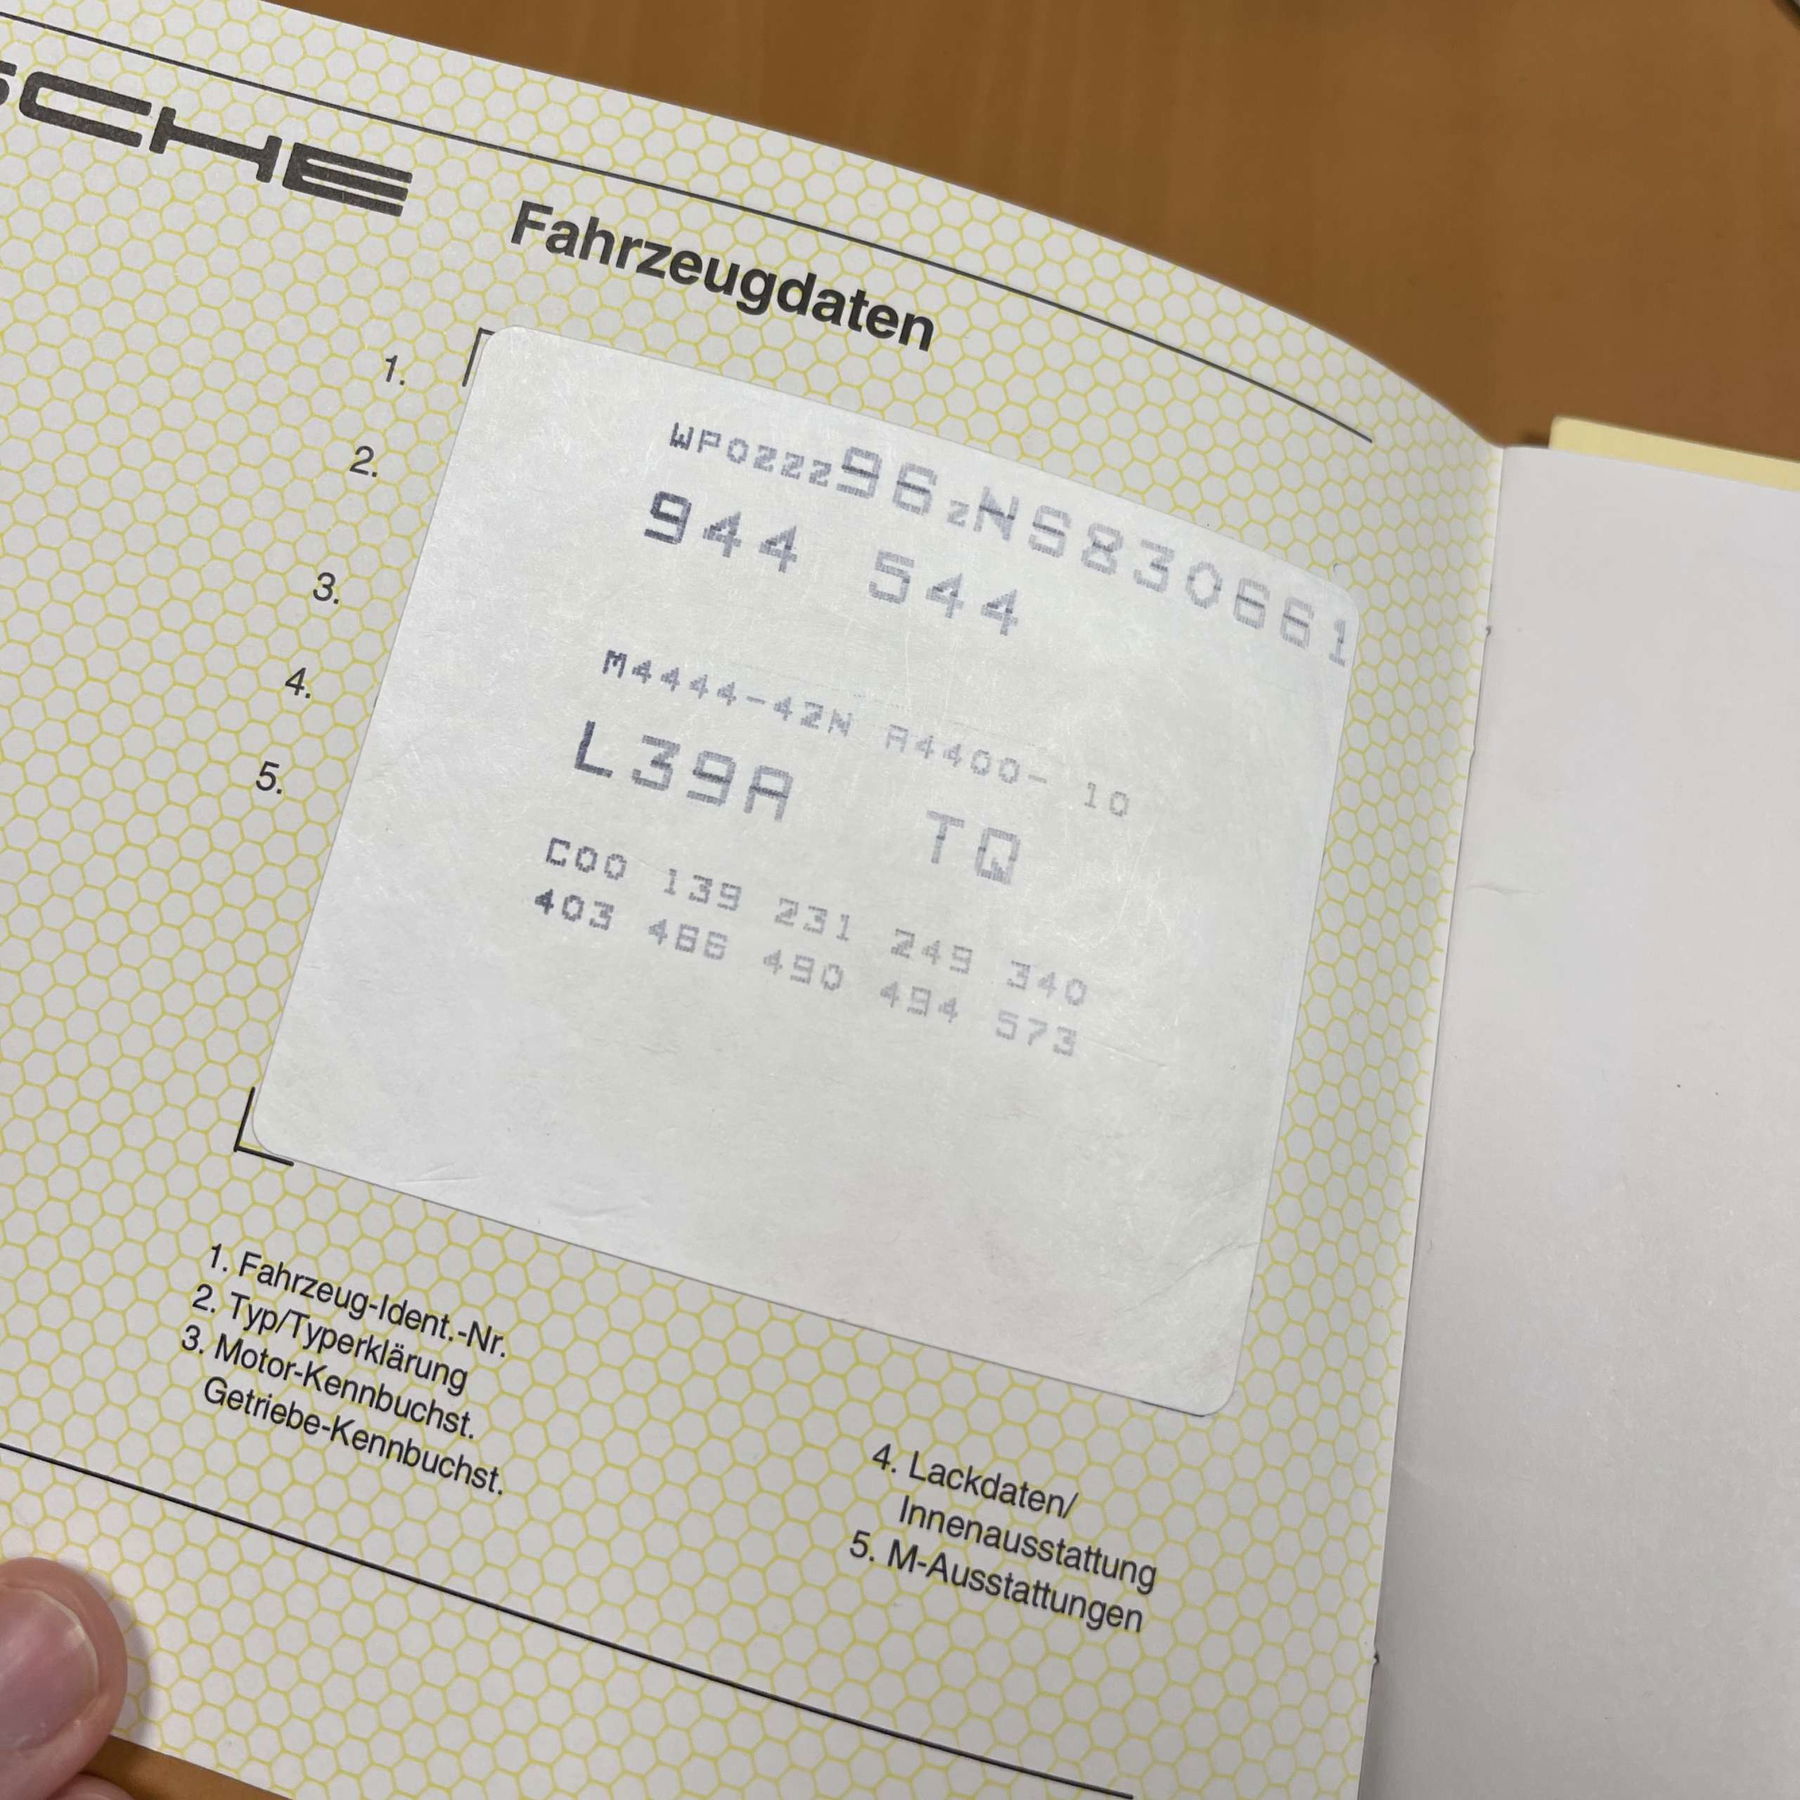 SCHE
Fahrzeugdaten
1.
WP0ZZZ96ZNS830661
2.
944 544
3.
M4444-42N A4400- 10
4.
L39A TQ
5.
C00 139 231 249 340
403 486 490 494 573
1. Fahrzeug-Ident.-Nr.
2. Typ/Typerklärung
3. Motor-Kennbuchst.
Getriebe-Kennbuchst.
4. Lackdaten/
Innenausstattung
5. M-Ausstattungen